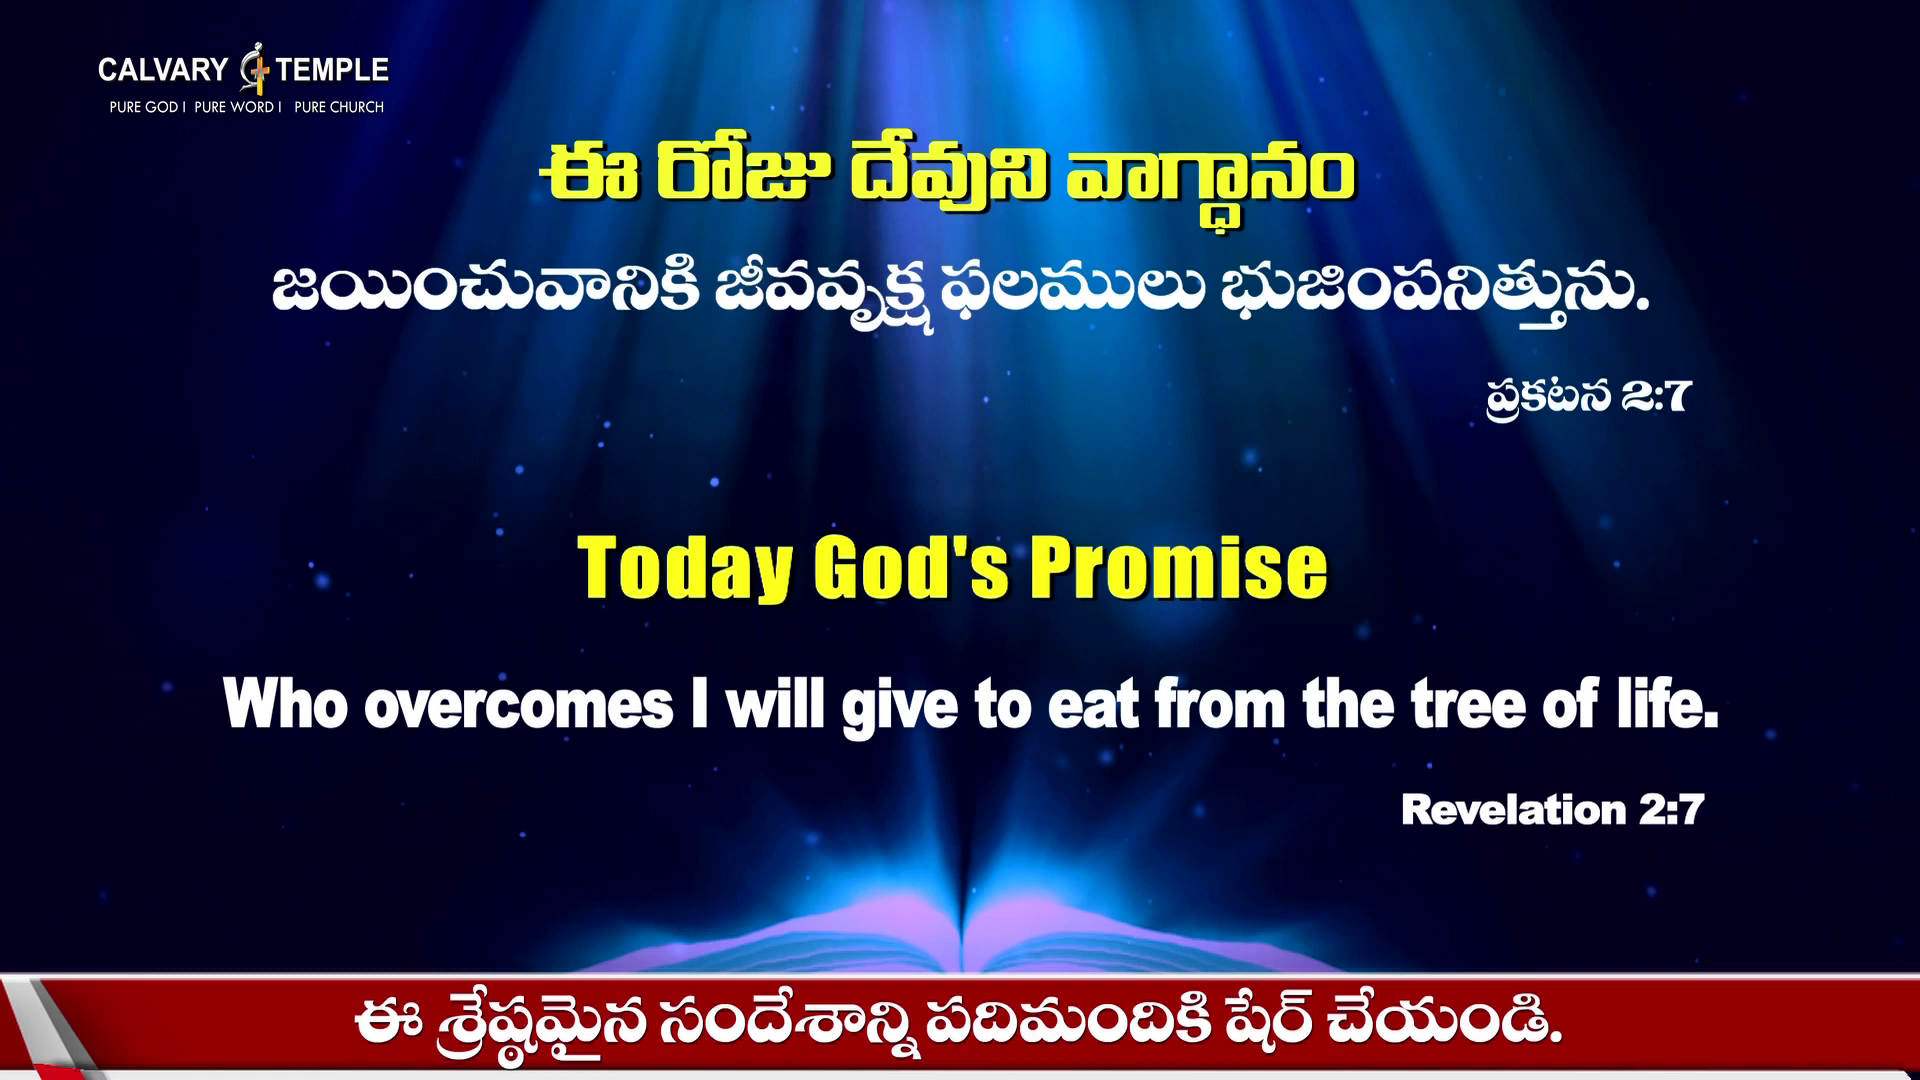 CALVARY TEMPLE
PURE GOD I PURE WORD I PURE CHURCH
ఈ రోజు దేవుని వాగ్ధానం
జయించువానికి జీవవృక్ష ఫలములు భుజింపనిత్తును.
ప్రకటన 2:7
Today God's Promise
Who overcomes I will give to eat from the tree of life.
Revelation 2:7
ఈ శ్రేష్ఠమైన సందేశాన్ని పదిమందికి షేర్ చేయండి.